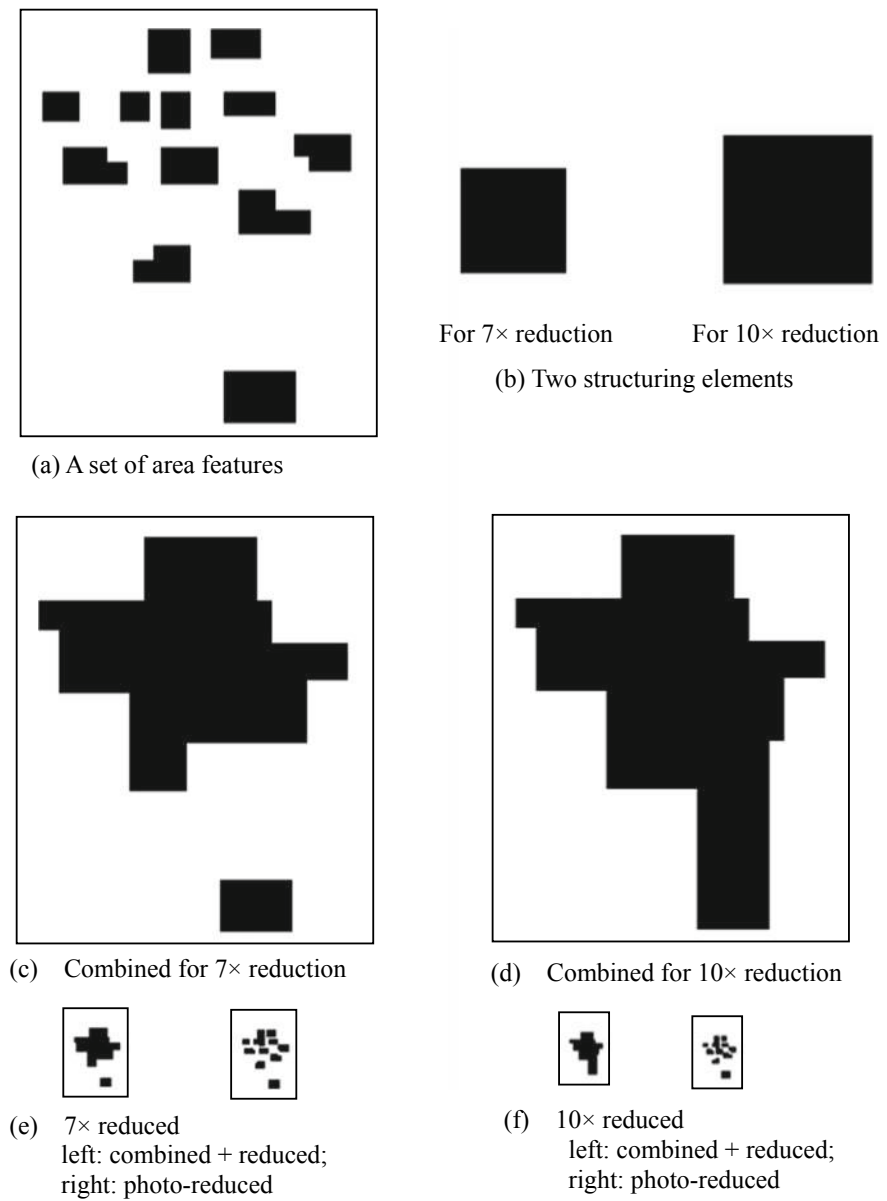 (a) A set of area features
For 7× reduction
For 10× reduction
(b) Two structuring elements
(c) Combined for 7× reduction
(d) Combined for 10× reduction
(e) 7× reduced
left: combined + reduced;
right: photo-reduced
(f) 10× reduced
left: combined + reduced;
right: photo-reduced